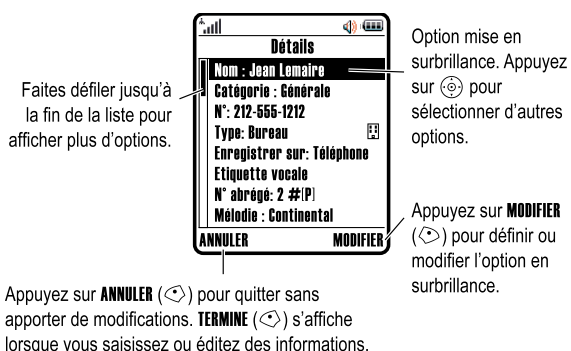 Détails
Nom : Jean Lemaire
Catégorie : Générale
N°: 212-555-1212
Type: Bureau
Enregistrer sur: Téléphone
Etiquette vocale
N° abrégé: 2 #[P]
Mélodie : Continental
ANNULER MODIFIER
Faites défiler jusqu'à
la fin de la liste pour
afficher plus d'options.
Option mise en
surbrillance. Appuyez
sur pour
sélectionner d'autres
options.
Appuyez sur MODIFIER
( ) pour définir ou
modifier l'option en
surbrillance.
Appuyez sur ANNULER ( ) pour quitter sans
apporter de modifications. TERMINE ( ) s'affiche
lorsque vous saisissez ou éditez des informations.